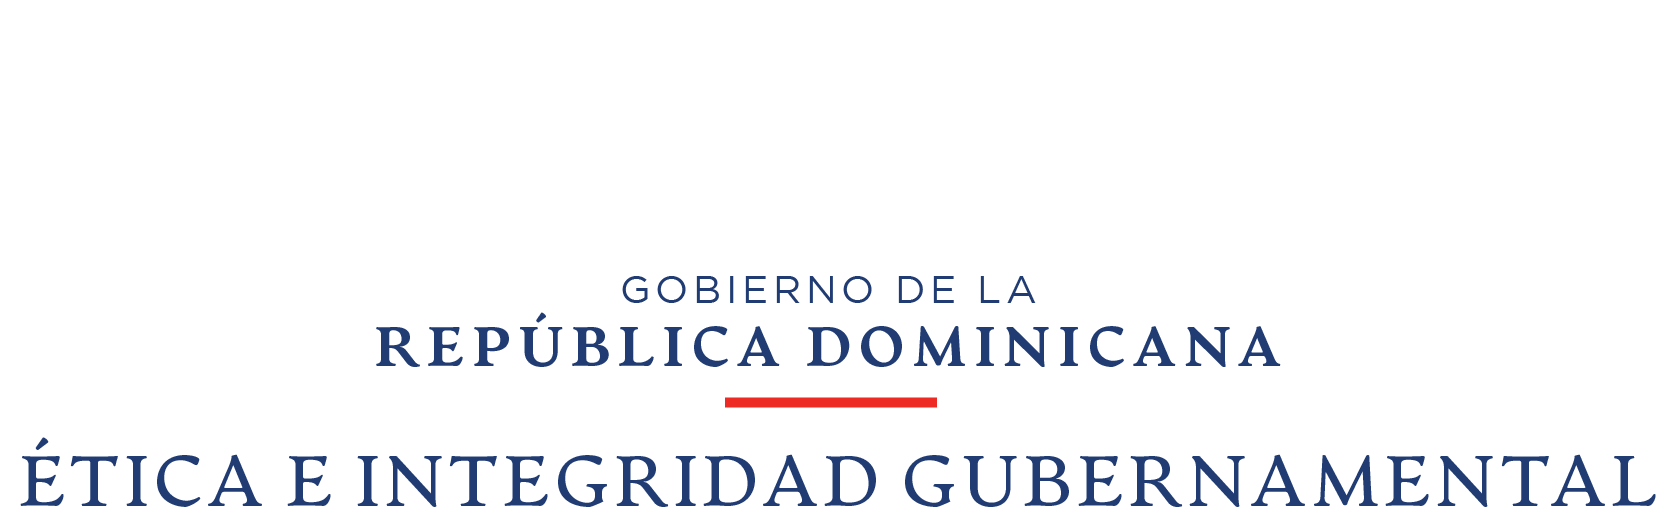 GOBIERNO DE LA
REPÚBLICA DOMINICANA
ÉTICA E INTEGRIDAD GUBERNAMENTAL